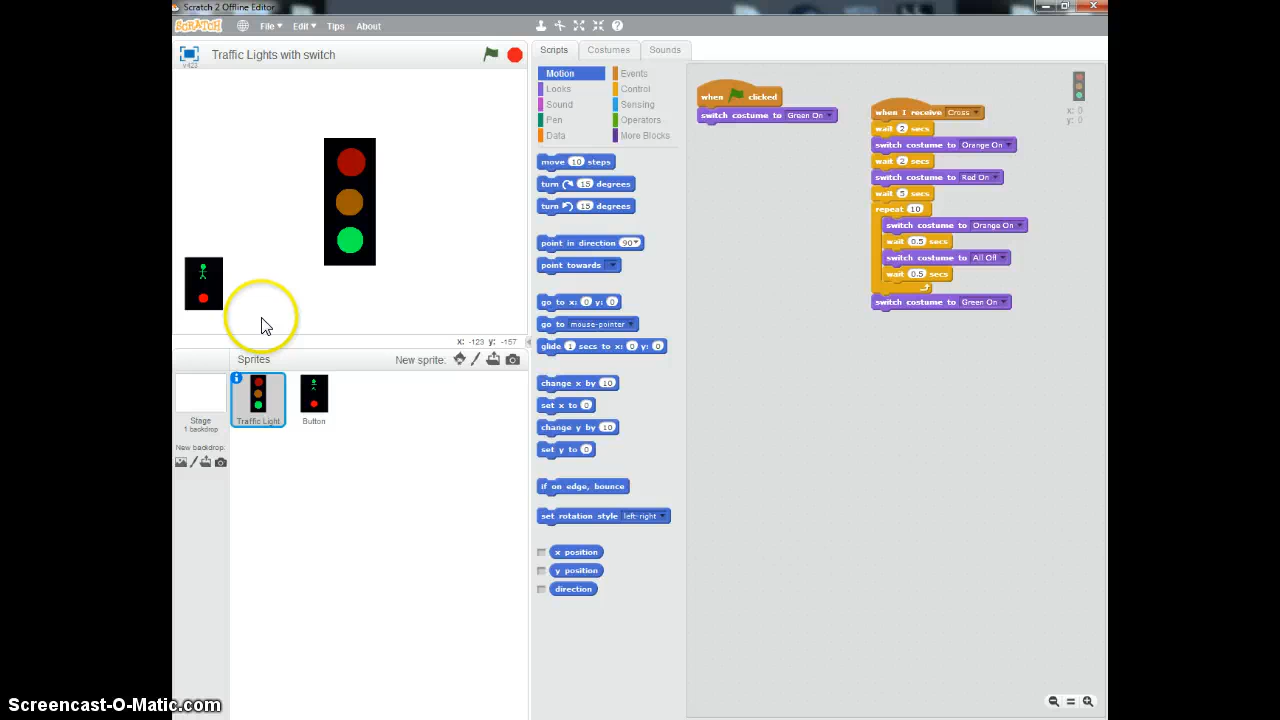 Scratch 2 Offline Editor
SCRATCH File Edit Tips About
Traffic Lights with switch
v423
x: -123 y: -157
Sprites New sprite:
Stage
1 backdrop
New backdrop:
Traffic Light
Button
Scripts Costumes Sounds
Motion Events
Looks Control
Sound Sensing
Pen Operators
Data More Blocks
move 10 steps
turn 15 degrees
turn 15 degrees
point in direction 90
point towards
go to x: 0 y: 0
go to mouse-pointer
glide 1 secs to x: 0 y: 0
change x by 10
set x to 0
change y by 10
set y to 0
if on edge, bounce
set rotation style left-right
x position
y position
direction
when clicked
switch costume to Green On
when I receive Cross
wait 2 secs
switch costume to Orange On
wait 2 secs
switch costume to Red On
wait 5 secs
repeat 10
switch costume to Orange On
wait 0.5 secs
switch costume to All Off
wait 0.5 secs
switch costume to Green On
x: 0
y: 0
Screencast-O-Matic.com